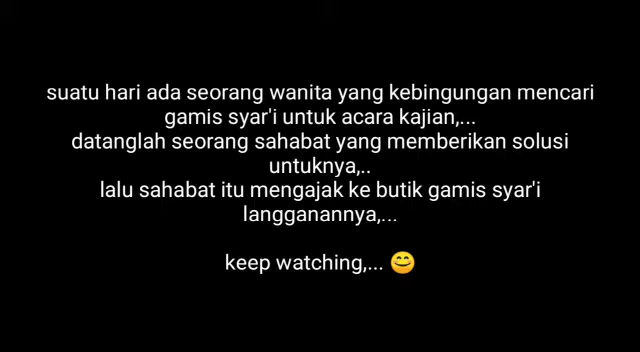 suatu hari ada seorang wanita yang kebingungan mencari
gamis syar'i untuk acara kajian,...
datanglah seorang sahabat yang memberikan solusi
untuknya,..
lalu sahabat itu mengajak ke butik gamis syar'i
langganannya,...
keep watching,... 😊